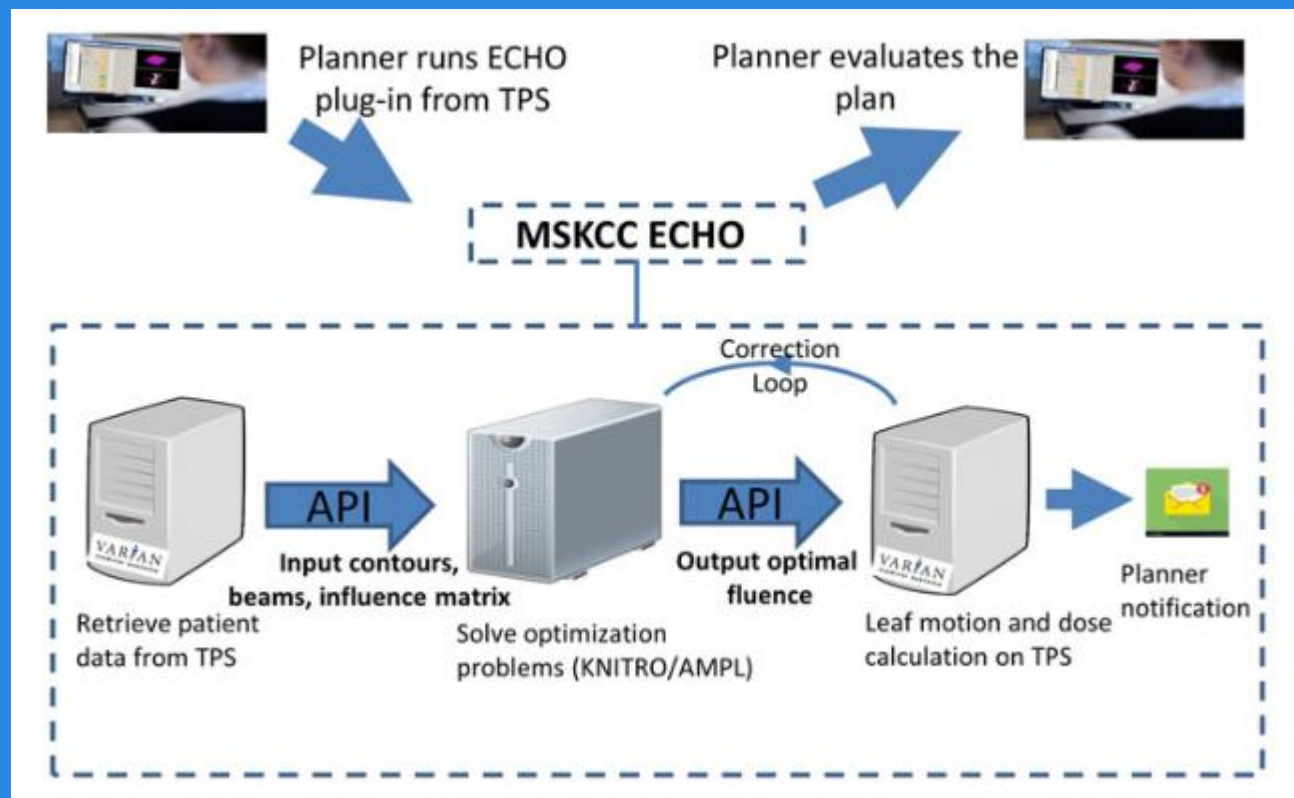 Planner runs ECHO
plug-in from TPS
Planner evaluates the
plan
MSKCC ECHO
Correction
Loop
VARIAN
API
Input contours,
beams, influence matrix
Retrieve patient
data from TPS
Solve optimization
problems (KNITRO/AMPL)
API
Output optimal
fluence
VARIAN
Leaf motion and dose
calculation on TPS
Planner
notification